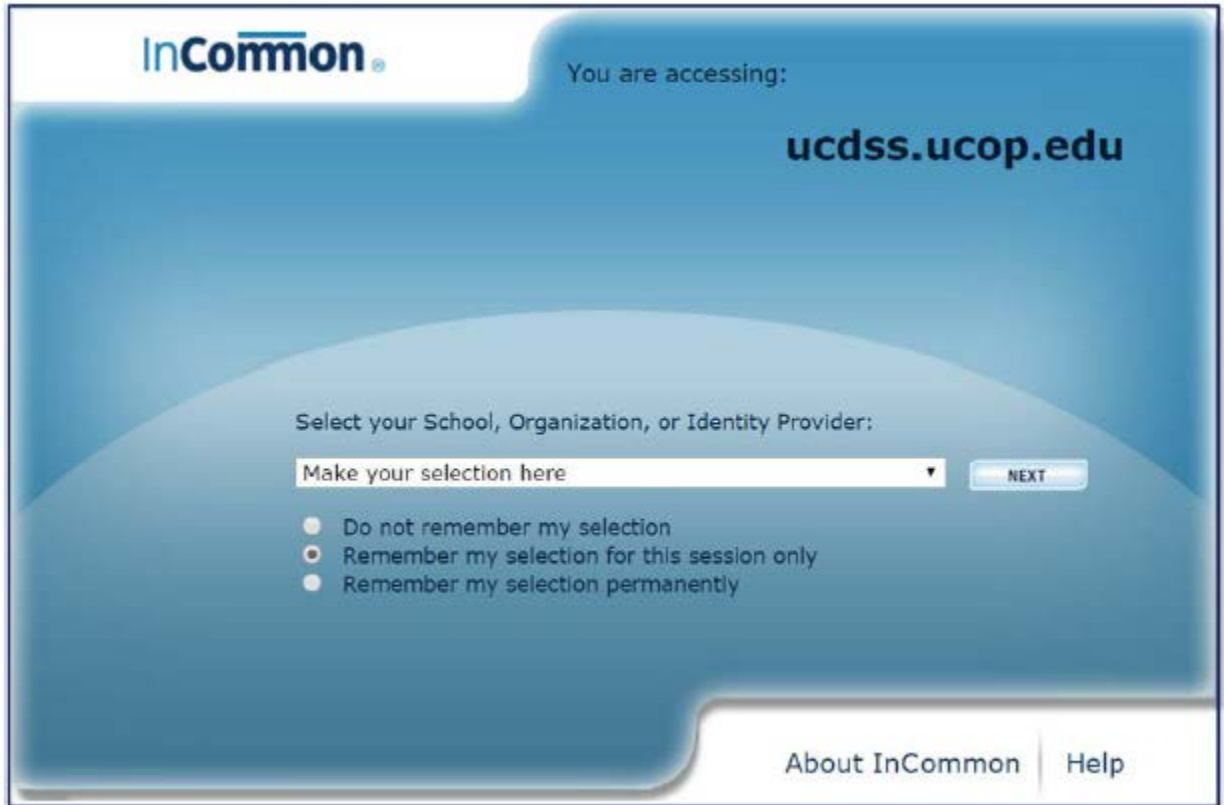 InCommon®
You are accessing:
ucdss.ucop.edu
Select your School, Organization, or Identity Provider:
Make your selection here
NEXT
Do not remember my selection
Remember my selection for this session only
Remember my selection permanently
About InCommon
Help